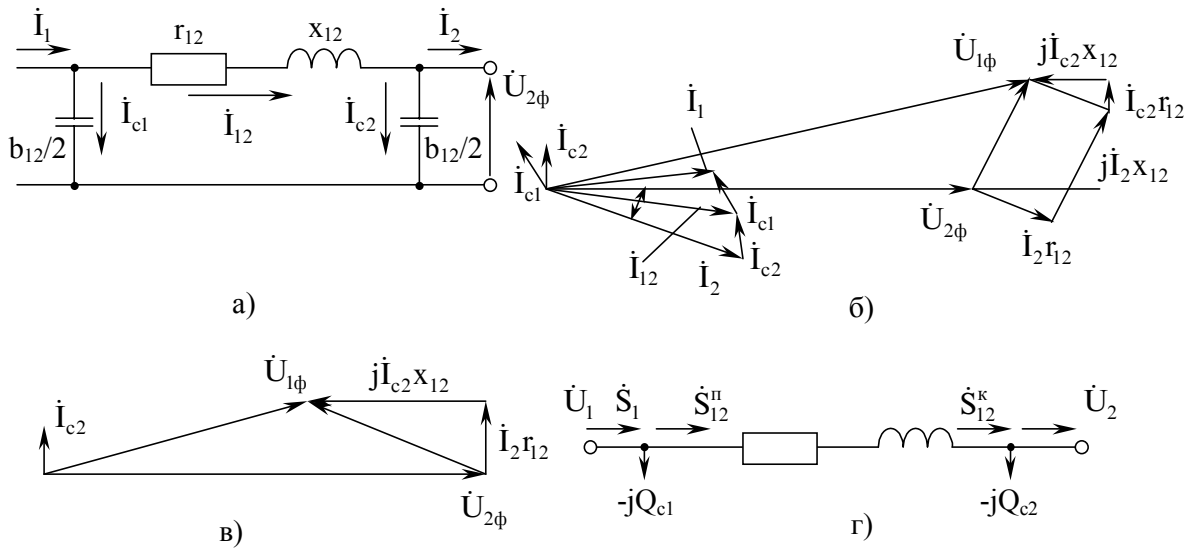 İ₁
r₁₂
x₁₂
İ₂
İc1
b₁₂/2
İ₁₂
İc2
b₁₂/2
U̇₂ф
а)
İc1
İc2
İ₁
İc1
İc2
İ₁₂
İ₂
U̇₁ф
jİc2x₁₂
İc2r₁₂
jİ₂x₁₂
U̇₂ф
İ₂r₁₂
б)
İc2
U̇₁ф
jİc2x₁₂
İ₂r₁₂
U̇₂ф
в)
U̇₁
Ṡ₁
Ṡ₁₂ᴨ
Ṡ₁₂ᴷ
U̇₂
-jQc1
-jQc2
г)